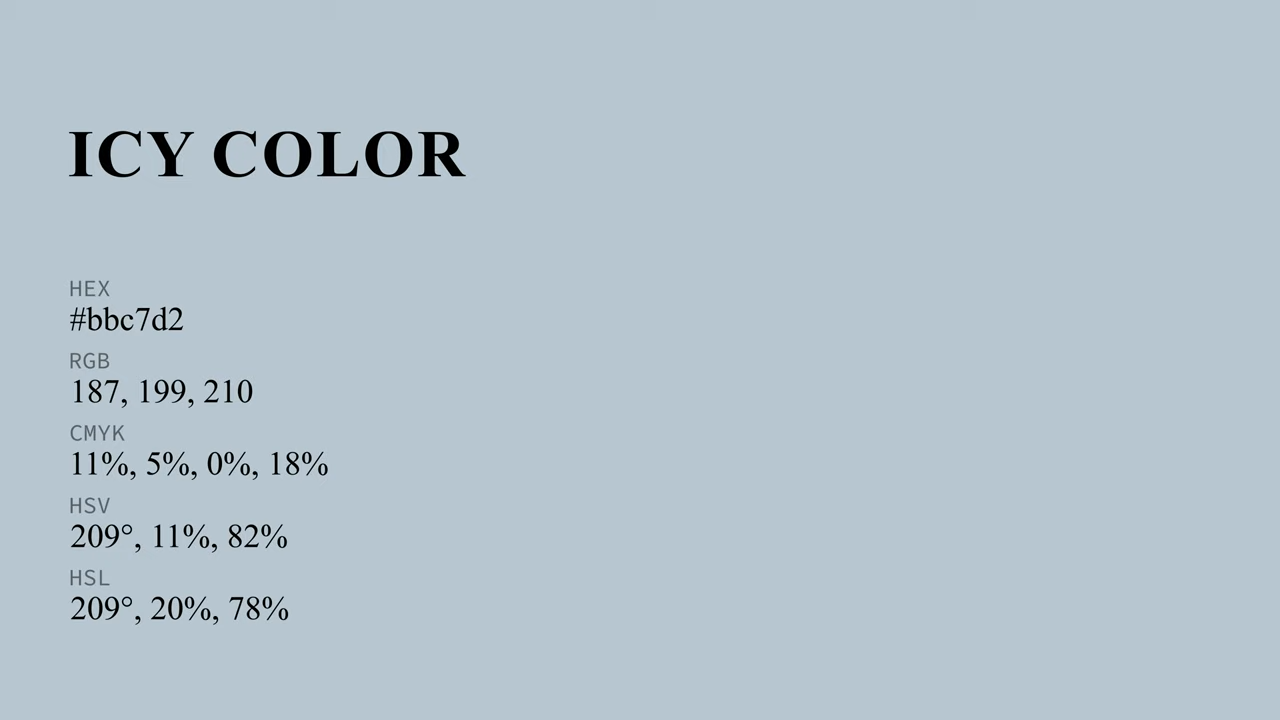 ICY COLOR
HEX
#bbc7d2
RGB
187, 199, 210
CMYK
11%, 5%, 0%, 18%
HSV
209°, 11%, 82%
HSL
209°, 20%, 78%